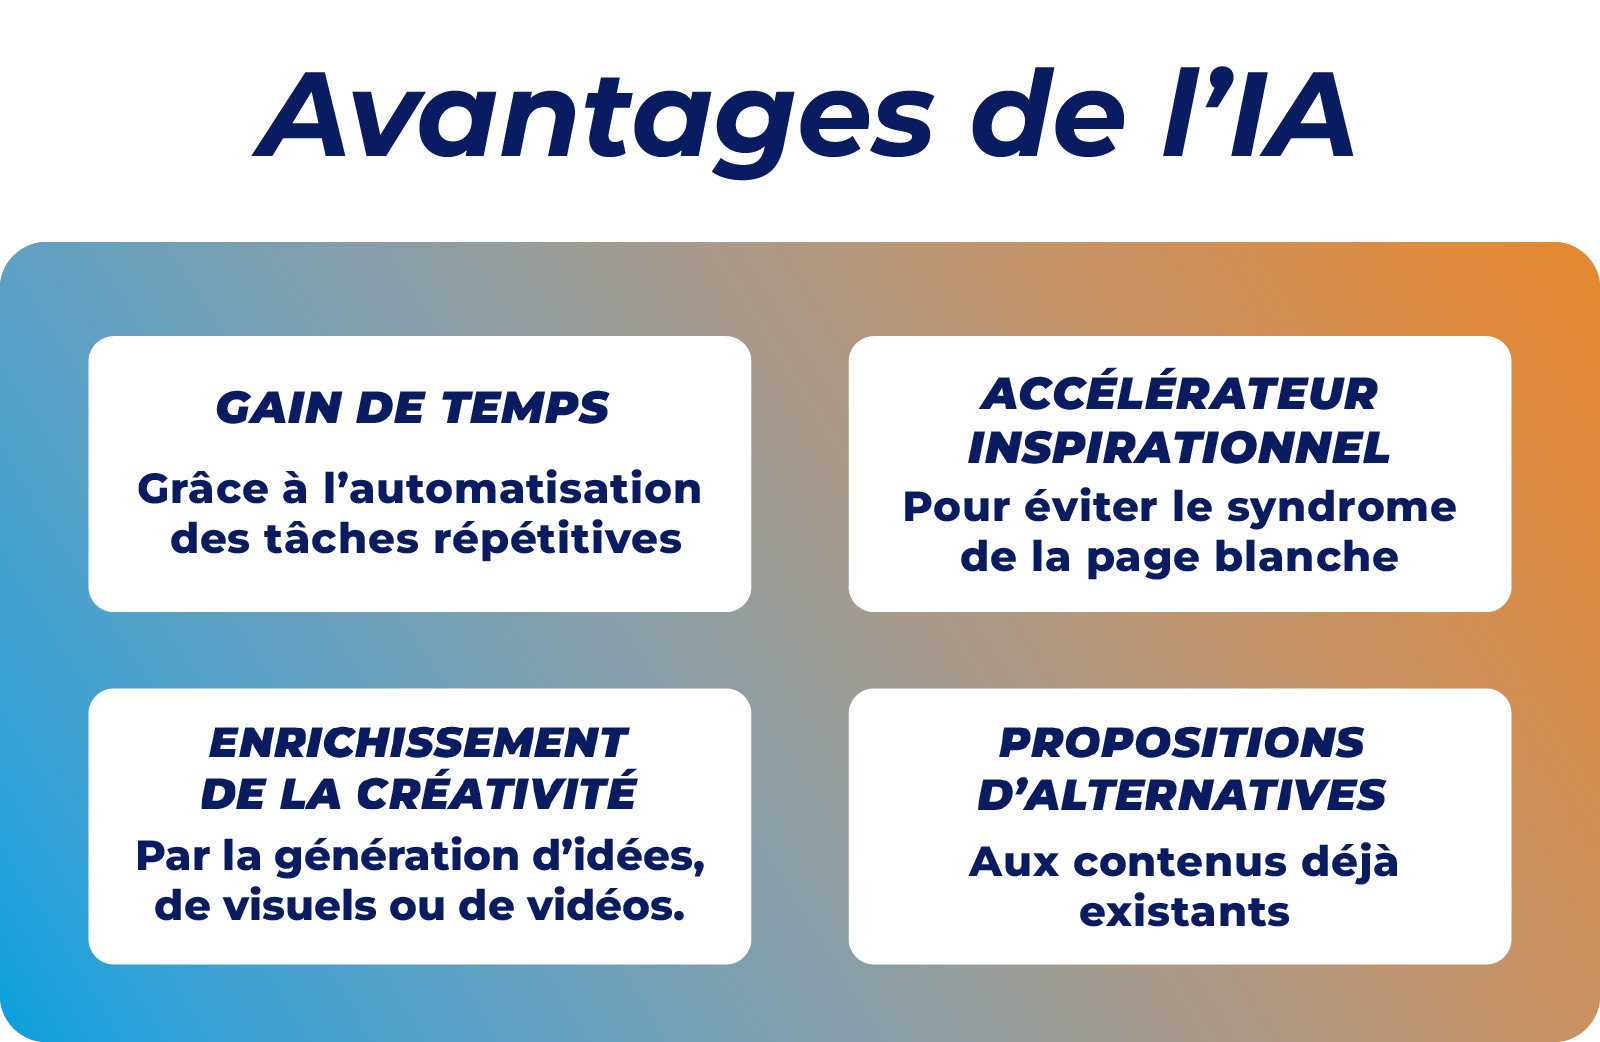 Avantages de l’IA
GAIN DE TEMPS
Grâce à l’automatisation
des tâches répétitives
ACCÉLÉRATEUR
INSPIRATIONNEL
Pour éviter le syndrome
de la page blanche
ENRICHISSEMENT
DE LA CRÉATIVITÉ
Par la génération d’idées,
de visuels ou de vidéos.
PROPOSITIONS
D’ALTERNATIVES
Aux contenus déjà
existants